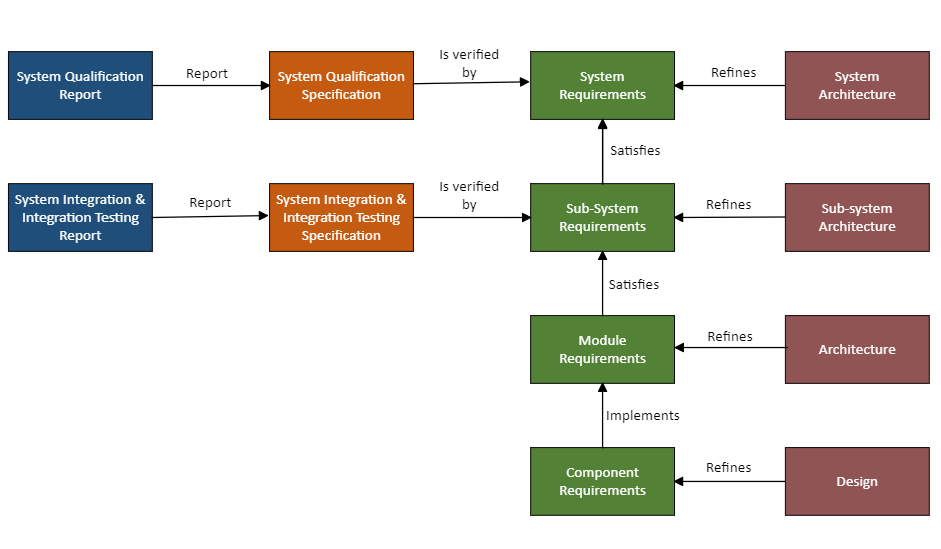 System Qualification
Report
Report
System Qualification
Specification
Is verified
by
System
Requirements
Refines
System
Architecture
Satisfies
System Integration &
Integration Testing
Report
Report
System Integration &
Integration Testing
Specification
Is verified
by
Sub-System
Requirements
Refines
Sub-system
Architecture
Satisfies
Module
Requirements
Refines
Architecture
Implements
Component
Requirements
Refines
Design